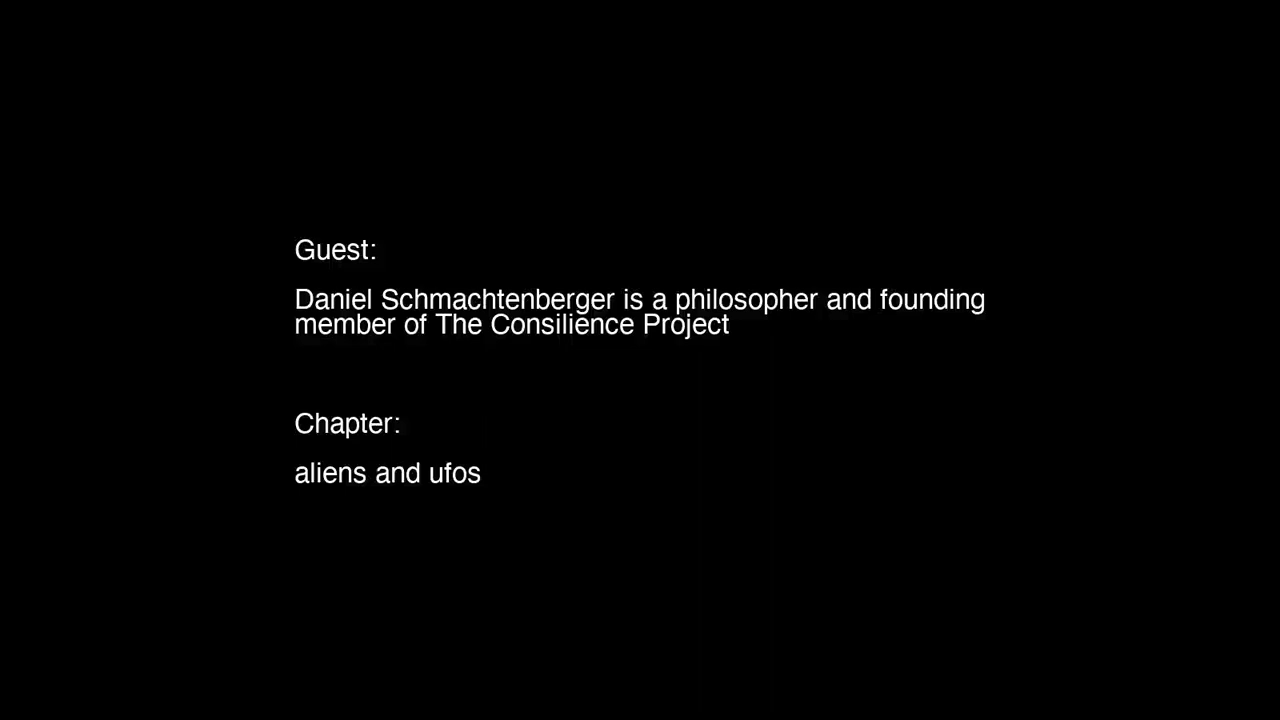 Guest:
Daniel Schmachtenberger is a philosopher and founding
member of The Consilience Project
Chapter:
aliens and ufos